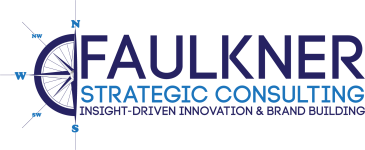 N
NW
FAULKNER
W
STRATEGIC CONSULTING
INSIGHT-DRIVEN INNOVATION & BRAND BUILDING
SW
S